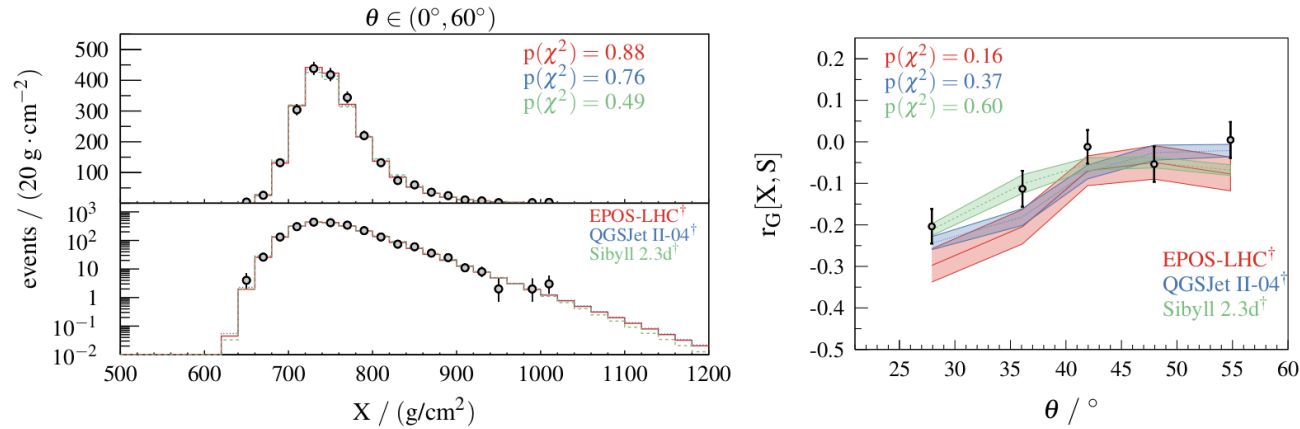 θ ∈ (0°, 60°)
500
400
300
200
100
p(χ²) = 0.88
p(χ²) = 0.76
p(χ²) = 0.49
10³
10²
10
1
10⁻¹
10⁻²
EPOS-LHC†
QGSJet II-04†
Sibyll 2.3d†
events / (20 g · cm⁻²)
500 600 700 800 900 1000 1100 1200
X / (g/cm²)
0.2
0.1
0.0
-0.1
-0.2
-0.3
-0.4
-0.5
p(χ²) = 0.16
p(χ²) = 0.37
p(χ²) = 0.60
r_G[X, S]
EPOS-LHC†
QGSJet II-04†
Sibyll 2.3d†
25 30 35 40 45 50 55 60
θ / °